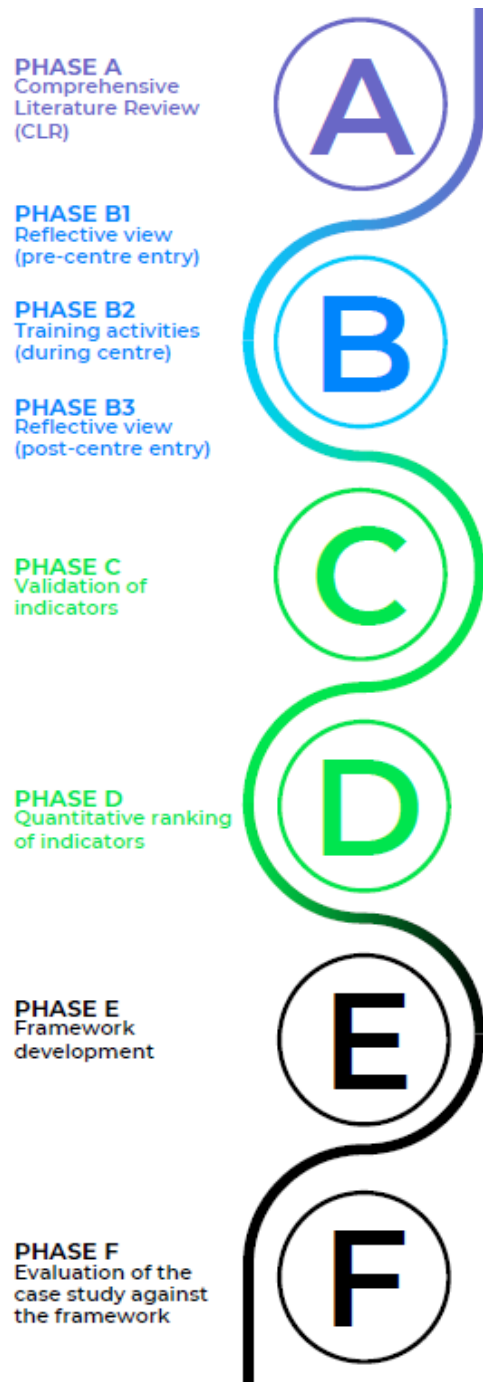 PHASE A
Comprehensive
Literature Review
(CLR)
A
PHASE B1
Reflective view
(pre-centre entry)
PHASE B2
Training activities
(during centre)
B
PHASE B3
Reflective view
(post-centre entry)
PHASE C
Validation of
indicators
C
PHASE D
Quantitative ranking
of indicators
D
PHASE E
Framework
development
E
PHASE F
Evaluation of the
case study against
the framework
F